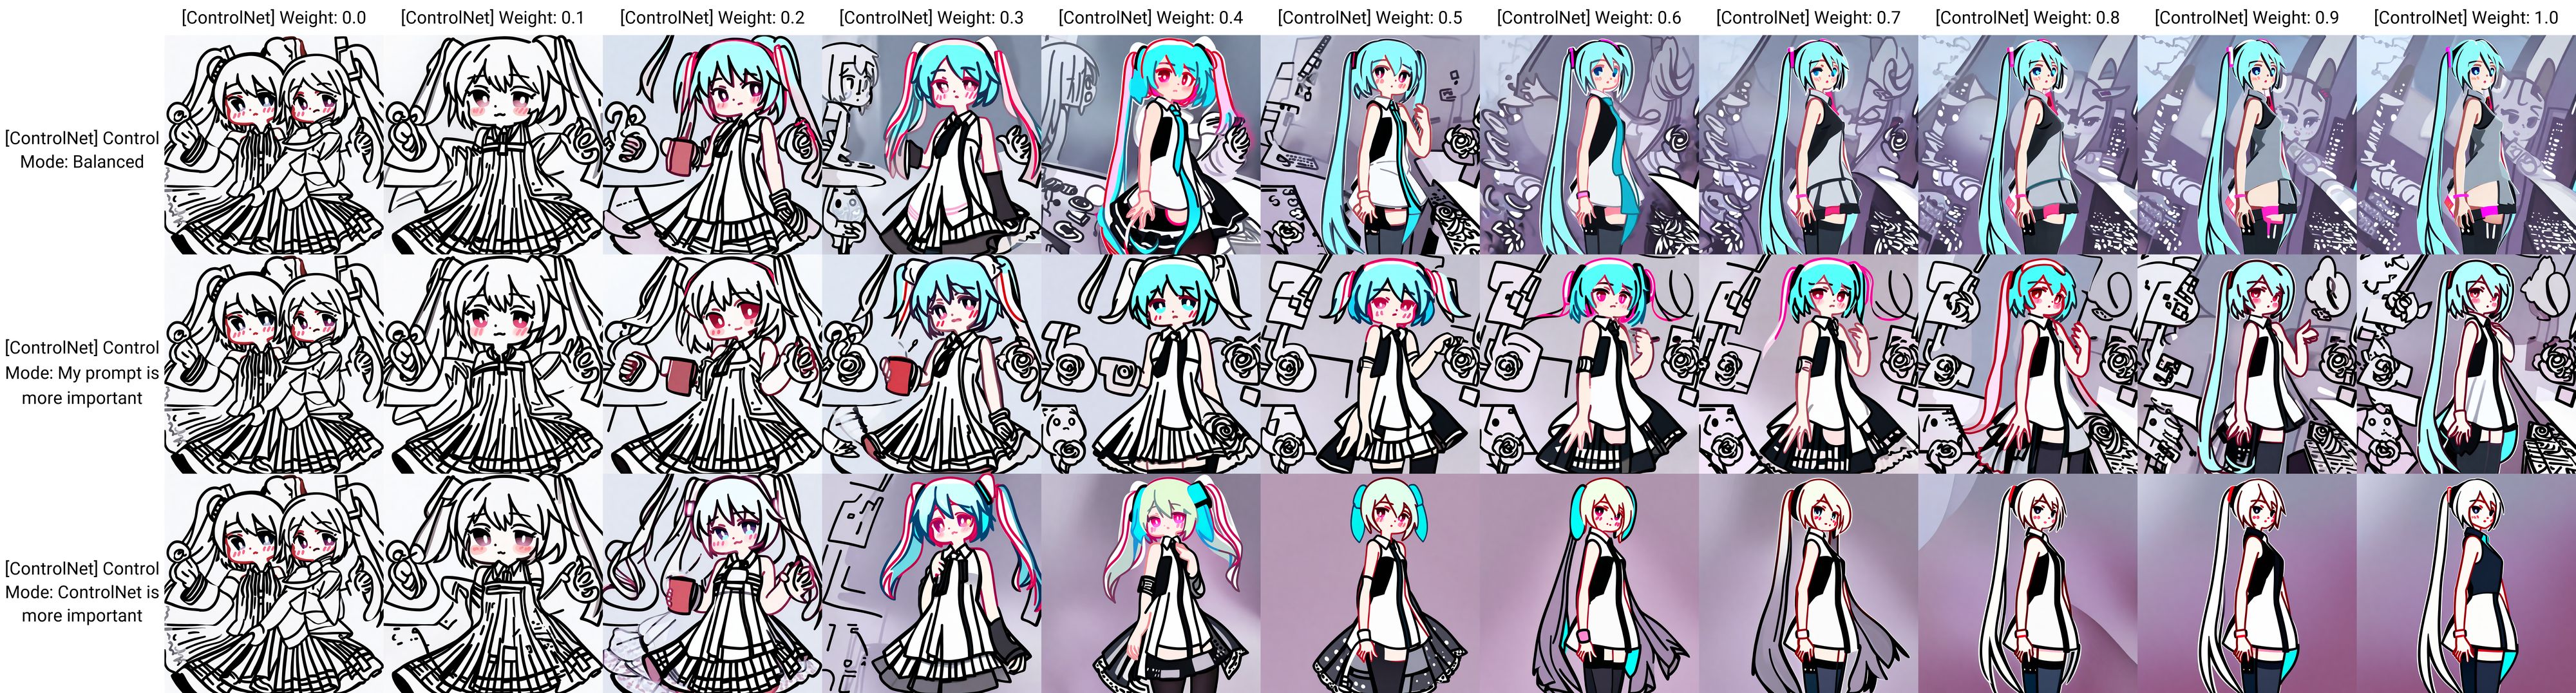 [ControlNet] Weight: 0.0
[ControlNet] Weight: 0.1
[ControlNet] Weight: 0.2
[ControlNet] Weight: 0.3
[ControlNet] Weight: 0.4
[ControlNet] Weight: 0.5
[ControlNet] Weight: 0.6
[ControlNet] Weight: 0.7
[ControlNet] Weight: 0.8
[ControlNet] Weight: 0.9
[ControlNet] Weight: 1.0
[ControlNet] Control
Mode: Balanced
[ControlNet] Control
Mode: My prompt is
more important
[ControlNet] Control
Mode: ControlNet is
more important